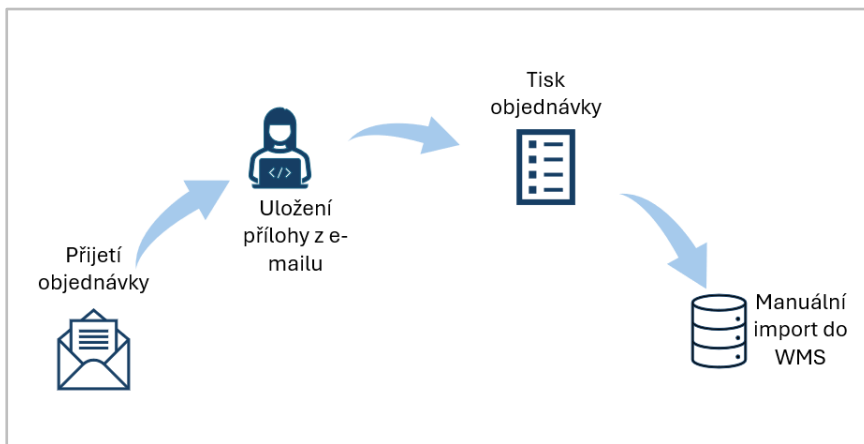 Přijetí
objednávky
</>
Uložení
přílohy z e-
mailu
Tisk
objednávky
Manuální
import do
WMS